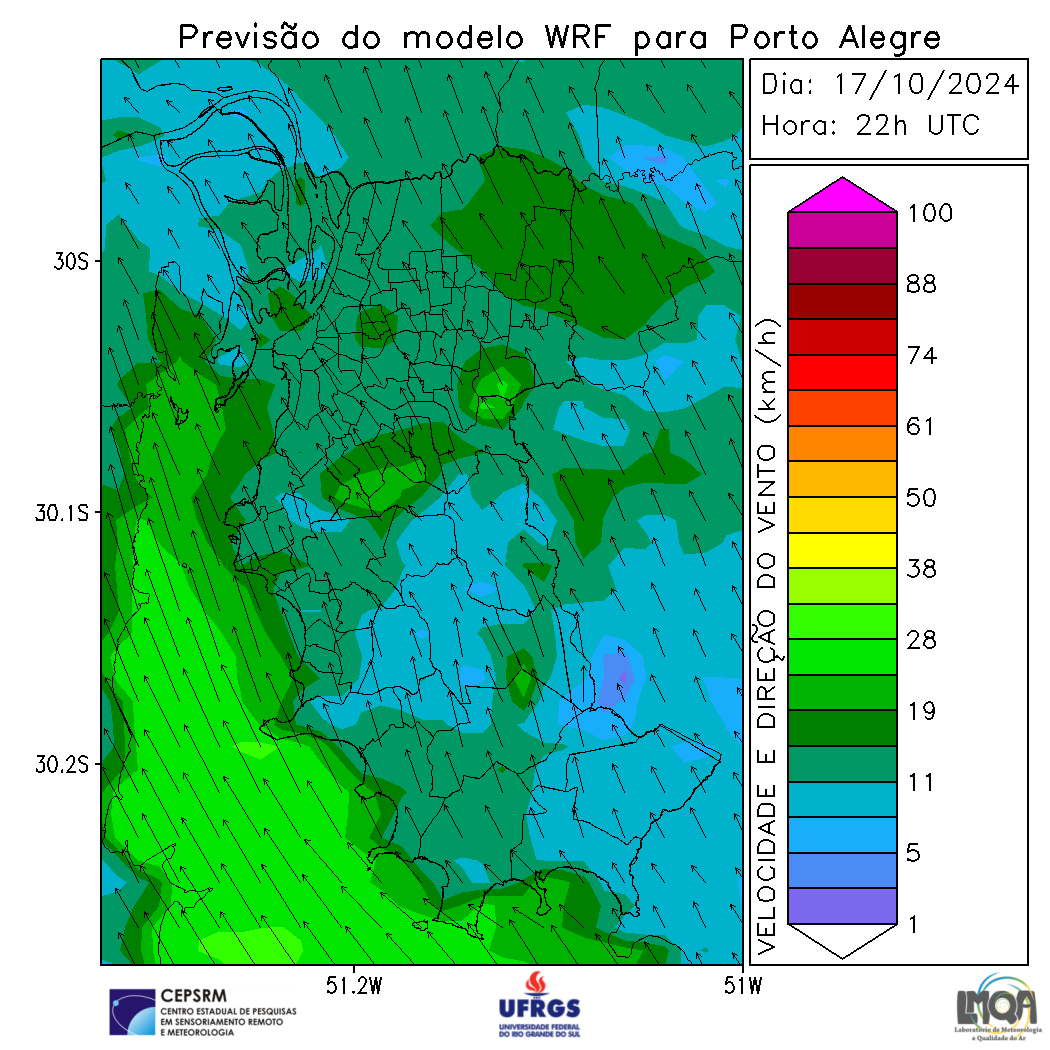 Previsão do modelo WRF para Porto Alegre
Dia: 17/10/2024
Hora: 22h UTC
30S
30.1S
30.2S
51.2W
51W
VELOCIDADE E DIREÇÃO DO VENTO (km/h)
100
88
74
61
50
38
28
19
11
5
1
CEPSRM
CENTRO ESTADUAL DE PESQUISAS
EM SENSORIAMENTO REMOTO
E METEOROLOGIA
UFRGS
UNIVERSIDADE FEDERAL
DO RIO GRANDE DO SUL
LMQA
Laboratório de Meteorologia
e Qualidade do Ar